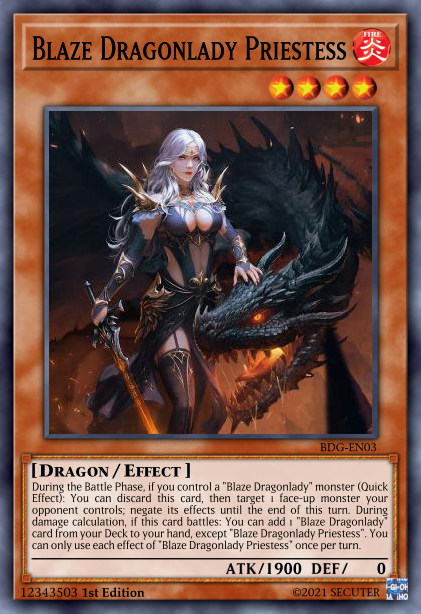 Blaze Dragonlady Priestess
FIRE
炎
BDG-EN03
[ Dragon / Effect ]
During the Battle Phase, if you control a "Blaze Dragonlady" monster (Quick
Effect): You can discard this card, then target 1 face-up monster your
opponent controls; negate its effects until the end of this turn. During
damage calculation, if this card battles: You can add 1 "Blaze Dragonlady"
card from your Deck to your hand, except "Blaze Dragonlady Priestess". You
can only use each effect of "Blaze Dragonlady Priestess" once per turn.
ATK/1900 DEF/ 0
12343503 1st Edition
©2021 SECUTER